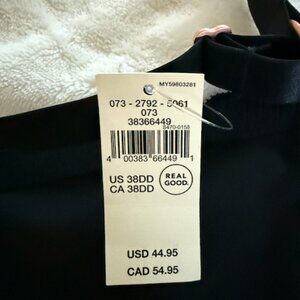 MY59803281
073 - 2792 - 5061
073
38366449
S470-0158
4 00383 66449 1
US 38DD
CA 38DD
REAL
GOOD.
USD 44.95
CAD 54.95